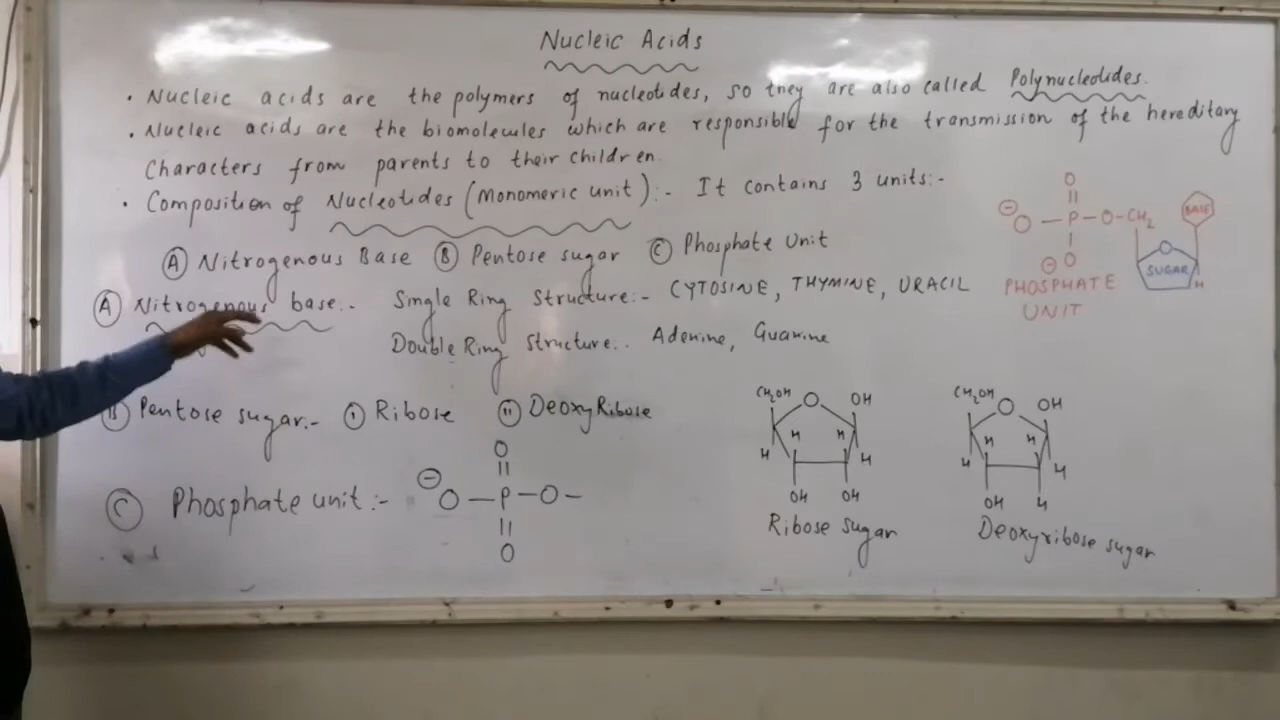 Nucleic Acids
• Nucleic acids are the polymers of nucleotides, so they are also called Polynucleotides.
• Nucleic acids are the biomolecules which are responsible for the transmission of the hereditary
Characters from parents to their children.
• Composition of Nucleotides (Monomeric unit):- It contains 3 units:-
Ⓐ Nitrogenous Base Ⓑ Pentose sugar Ⓒ Phosphate Unit
Ⓐ Nitrogenous base:- Single Ring Structure:- CYTOSINE, THYMINE, URACIL
Double Ring Structure:- Adenine, Guanine
O
||
⊖ O — P — O - CH2 BASE
|
⊖ O
O
SUGAR
H
PHOSPHATE
UNIT
Ⓑ Pentose sugar:- Ⓘ Ribose Ⓘⓘ DeoxyRibose
O
||
Ⓒ Phosphate unit:- ⊖ O — P — O —
||
O
CH2OH O OH
H H
H H
OH OH
Ribose sugar
CH2OH O OH
H H
H H
OH H
Deoxyribose sugar